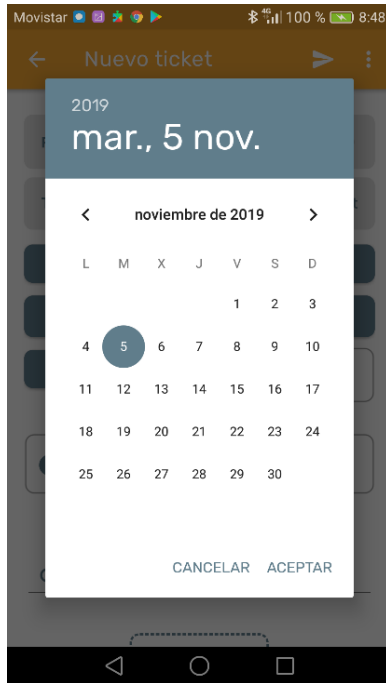 Movistar 4G 100 % 8:48
Nuevo ticket
2019
mar., 5 nov.
noviembre de 2019
L M X J V S D
1 2 3
4 5 6 7 8 9 10
11 12 13 14 15 16 17
18 19 20 21 22 23 24
25 26 27 28 29 30
CANCELAR ACEPTAR